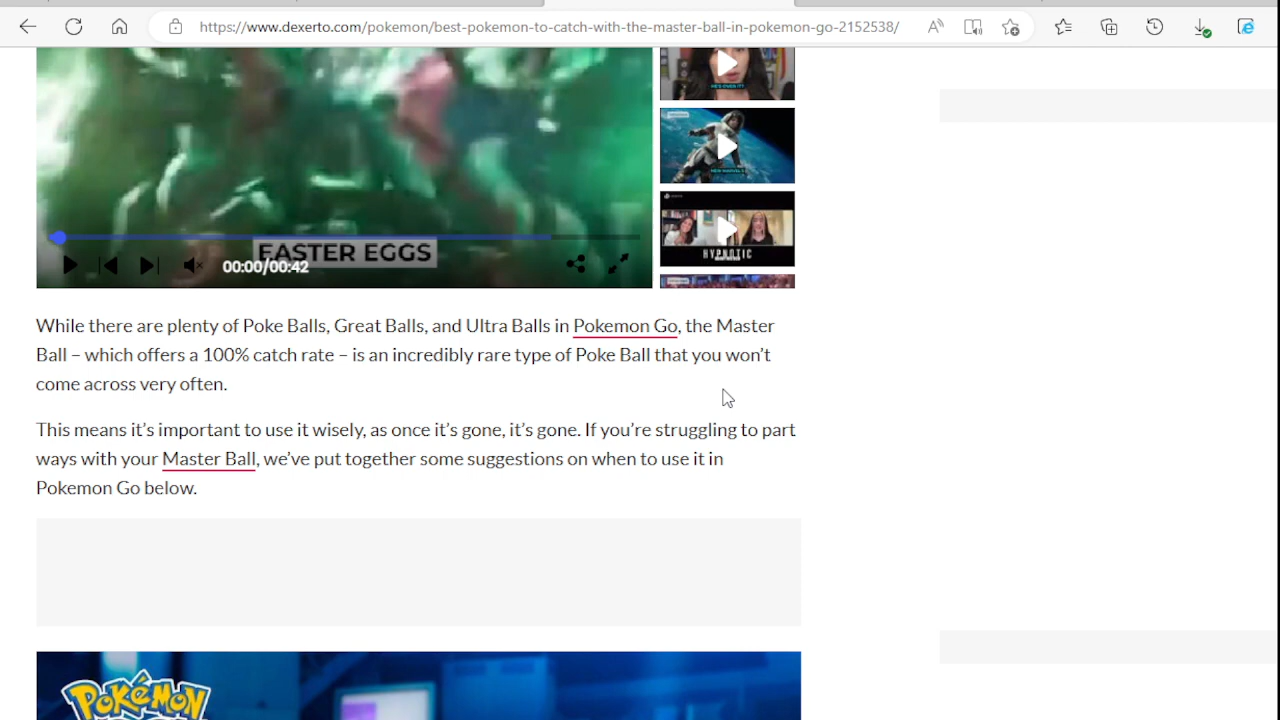 https://www.dexerto.com/pokemon/best-pokemon-to-catch-with-the-master-ball-in-pokemon-go-2152538/
EASTER EGGS
00:00/00:42
NEW MARVELS
HYPNOTIC
While there are plenty of Poke Balls, Great Balls, and Ultra Balls in Pokemon Go, the Master
Ball – which offers a 100% catch rate – is an incredibly rare type of Poke Ball that you won’t
come across very often.
This means it’s important to use it wisely, as once it’s gone, it’s gone. If you’re struggling to part
ways with your Master Ball, we’ve put together some suggestions on when to use it in
Pokemon Go below.
POKÉMON